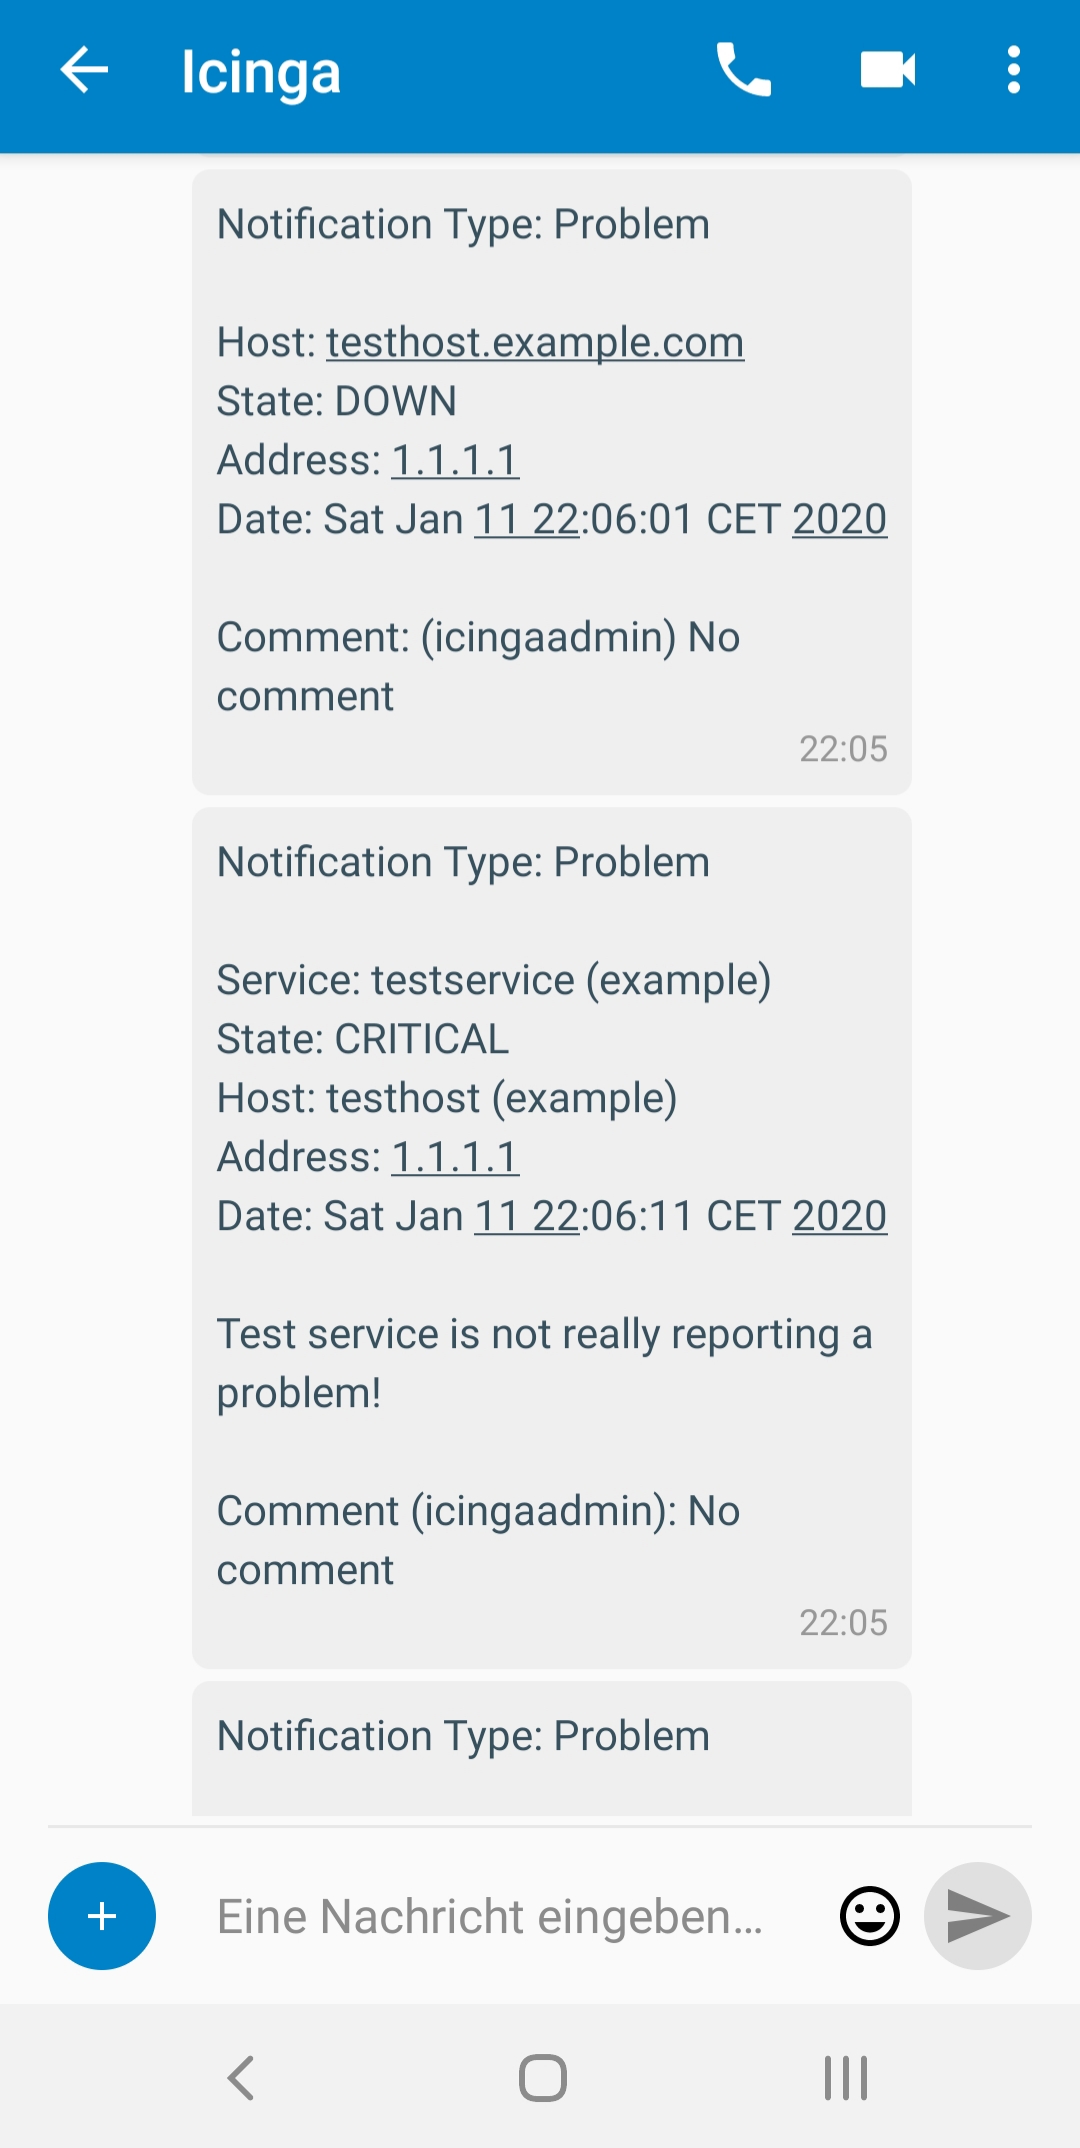 Icinga
Notification Type: Problem
Host: testhost.example.com
State: DOWN
Address: 1.1.1.1
Date: Sat Jan 11 22:06:01 CET 2020
Comment: (icingaadmin) No
comment
22:05
Notification Type: Problem
Service: testservice (example)
State: CRITICAL
Host: testhost (example)
Address: 1.1.1.1
Date: Sat Jan 11 22:06:11 CET 2020
Test service is not really reporting a
problem!
Comment (icingaadmin): No
comment
22:05
Notification Type: Problem
Eine Nachricht eingeben…